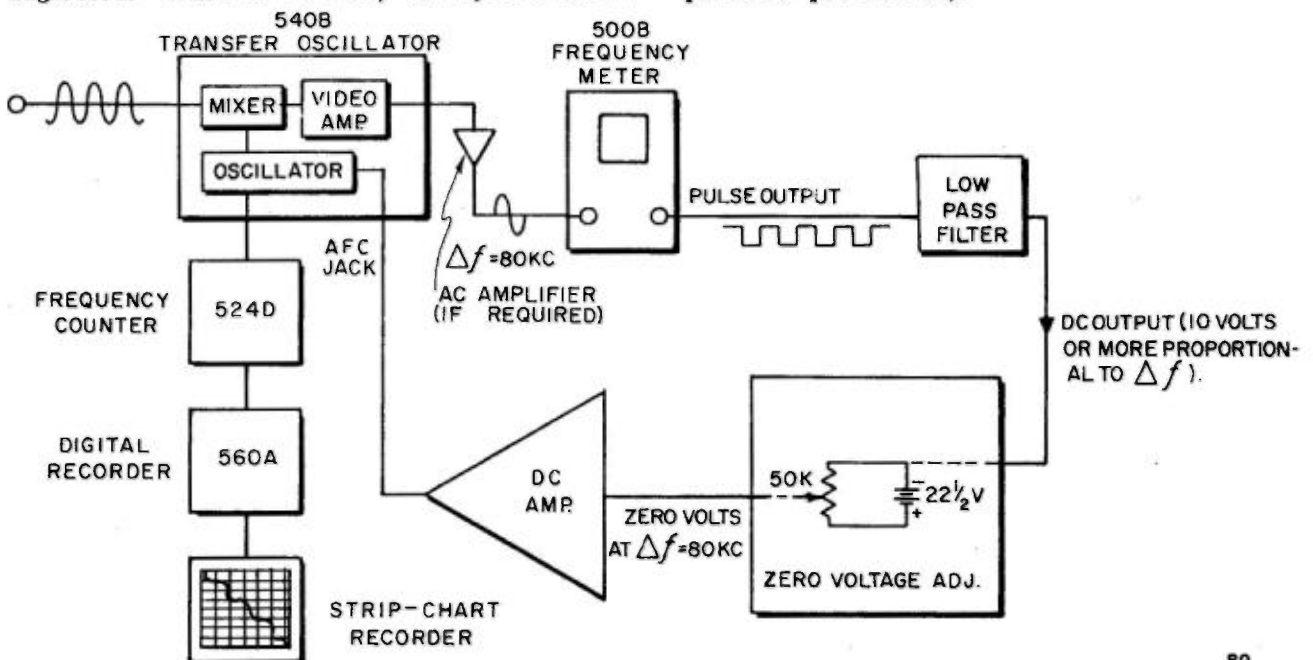 540B
TRANSFER OSCILLATOR
MIXER
VIDEO
AMP.
OSCILLATOR
500B
FREQUENCY
METER
PULSE OUTPUT
LOW
PASS
FILTER
AFC
JACK
Δf=80KC
AC AMPLIFIER
(IF REQUIRED)
FREQUENCY
COUNTER
524D
DC OUTPUT (10 VOLTS
OR MORE PROPORTION-
AL TO Δf).
DIGITAL
RECORDER
560A
DC
AMP.
ZERO VOLTS
AT Δf=80KC
50K
−
22½V
+
ZERO VOLTAGE ADJ.
STRIP-CHART
RECORDER